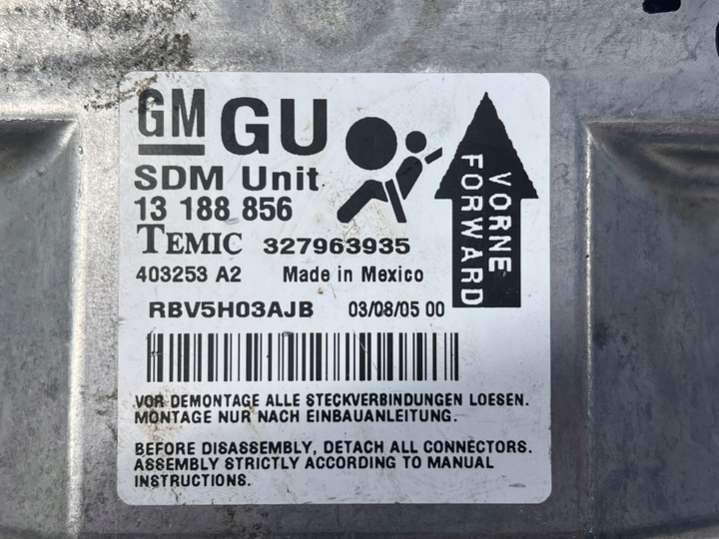 GM GU
SDM Unit
13 188 856
TEMIC 327963935
403253 A2 Made in Mexico
RBV5H03AJB 03/08/05 00
VORNE
FORWARD
VOR DEMONTAGE ALLE STECKVERBINDUNGEN LOESEN.
MONTAGE NUR NACH EINBAUANLEITUNG.
BEFORE DISASSEMBLY, DETACH ALL CONNECTORS.
ASSEMBLY STRICTLY ACCORDING TO MANUAL
INSTRUCTIONS.